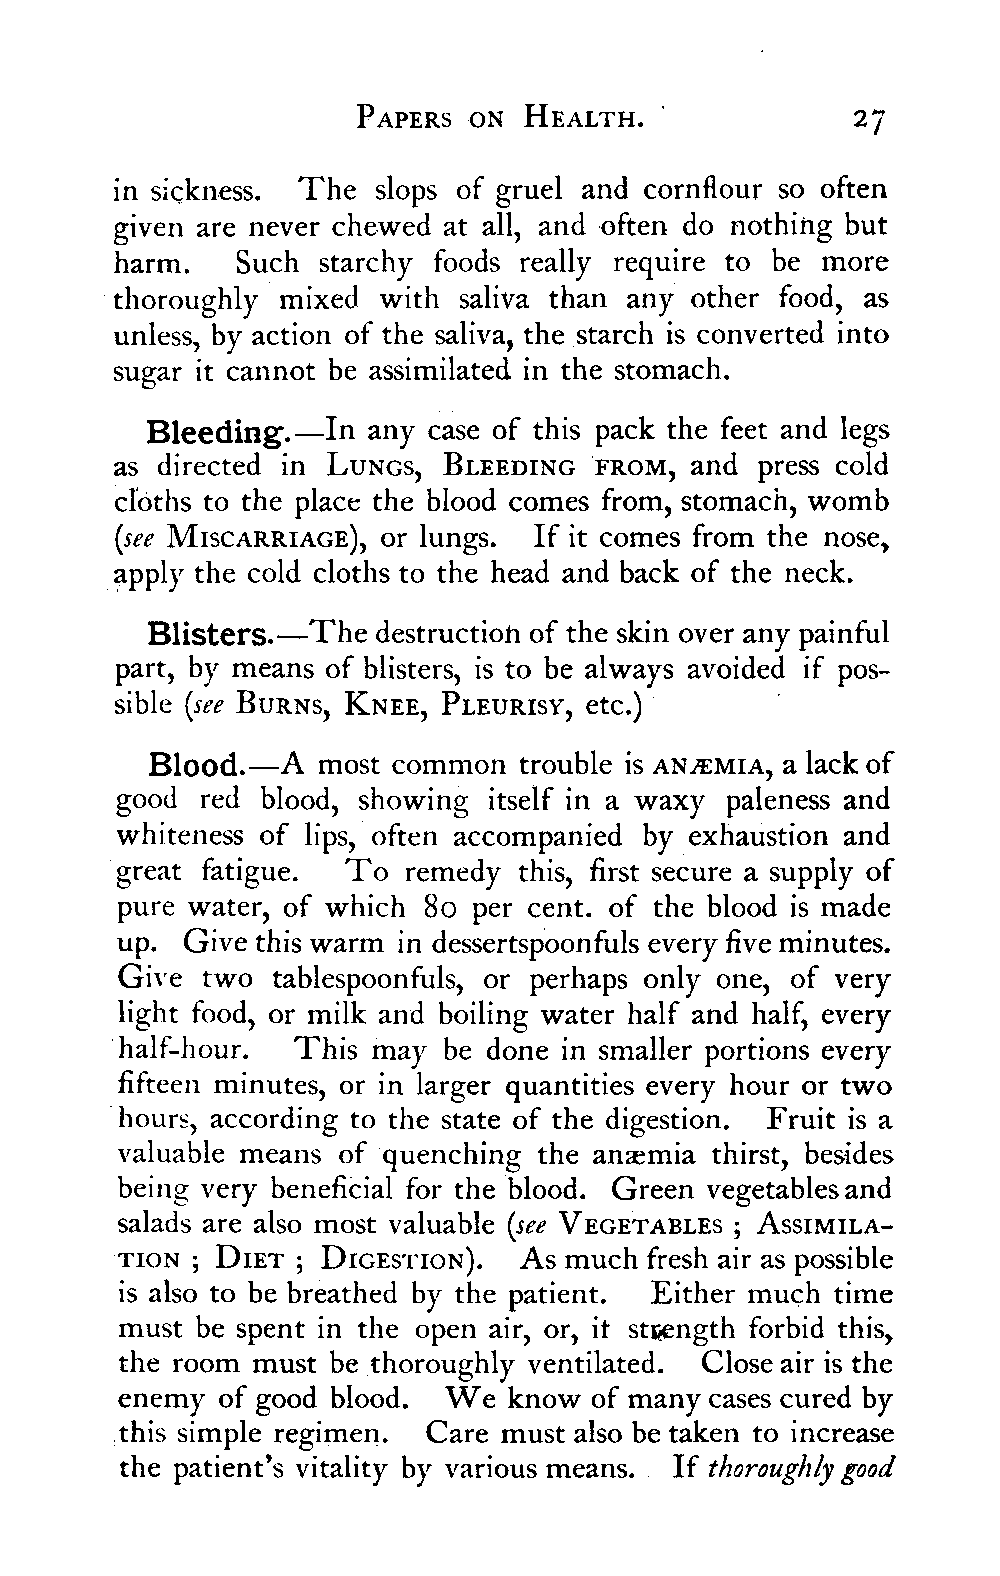 PAPERS ON HEALTH. 27
in sickness. The slops of gruel and cornflour so often
given are never chewed at all, and often do nothing but
harm. Such starchy foods really require to be more
thoroughly mixed with saliva than any other food, as
unless, by action of the saliva, the starch is converted into
sugar it cannot be assimilated in the stomach.
Bleeding.—In any case of this pack the feet and legs
as directed in LUNGS, BLEEDING FROM, and press cold
cloths to the place the blood comes from, stomach, womb
(see MISCARRIAGE), or lungs. If it comes from the nose,
apply the cold cloths to the head and back of the neck.
Blisters.—The destruction of the skin over any painful
part, by means of blisters, is to be always avoided if pos-
sible (see BURNS, KNEE, PLEURISY, etc.)
Blood.—A most common trouble is ANÆMIA, a lack of
good red blood, showing itself in a waxy paleness and
whiteness of lips, often accompanied by exhaustion and
great fatigue. To remedy this, first secure a supply of
pure water, of which 80 per cent. of the blood is made
up. Give this warm in dessertspoonfuls every five minutes.
Give two tablespoonfuls, or perhaps only one, of very
light food, or milk and boiling water half and half, every
half-hour. This may be done in smaller portions every
fifteen minutes, or in larger quantities every hour or two
hours, according to the state of the digestion. Fruit is a
valuable means of quenching the anæmia thirst, besides
being very beneficial for the blood. Green vegetables and
salads are also most valuable (see VEGETABLES ; ASSIMILA-
TION ; DIET ; DIGESTION). As much fresh air as possible
is also to be breathed by the patient. Either much time
must be spent in the open air, or, if strength forbid this,
the room must be thoroughly ventilated. Close air is the
enemy of good blood. We know of many cases cured by
this simple regimen. Care must also be taken to increase
the patient's vitality by various means. If thoroughly good